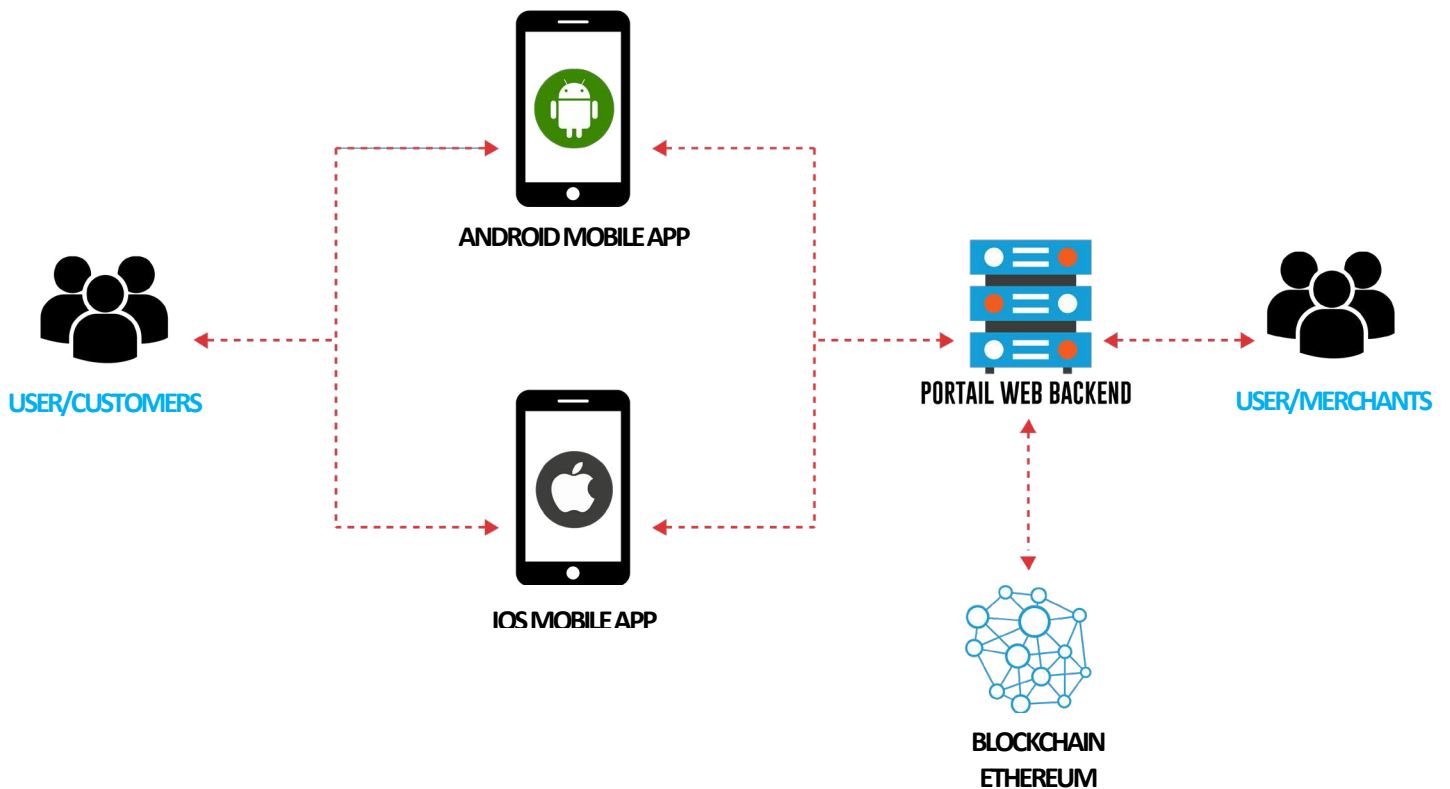 ANDROID MOBILE APP
USER/CUSTOMERS
PORTAIL WEB BACKEND
USER/MERCHANTS
IOS MOBILE APP
BLOCKCHAIN
ETHEREUM